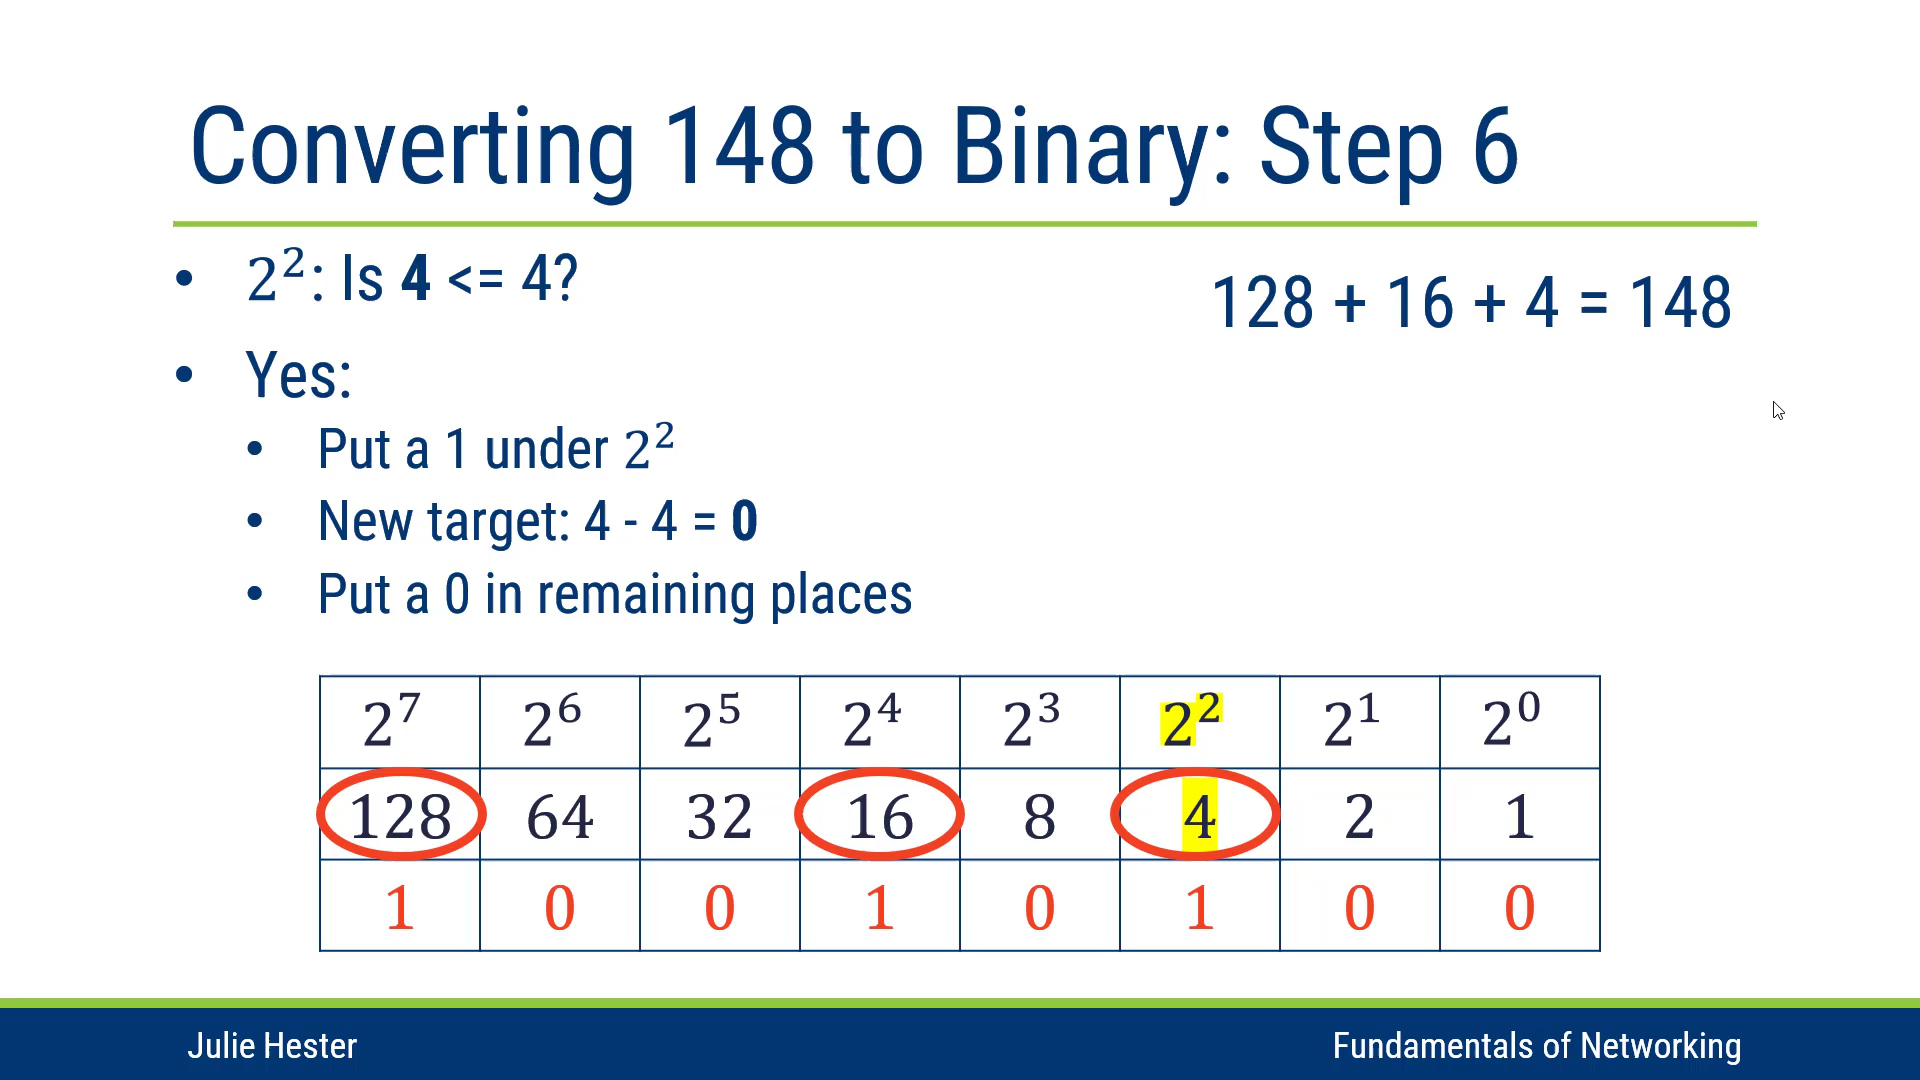 Converting 148 to Binary: Step 6
• 2²: Is 4 <= 4?
128 + 16 + 4 = 148
• Yes:
• Put a 1 under 2²
• New target: 4 - 4 = 0
• Put a 0 in remaining places
2⁷ 2⁶ 2⁵ 2⁴ 2³ 2² 2¹ 2⁰
128 64 32 16 8 4 2 1
1 0 0 1 0 1 0 0
Julie Hester
Fundamentals of Networking